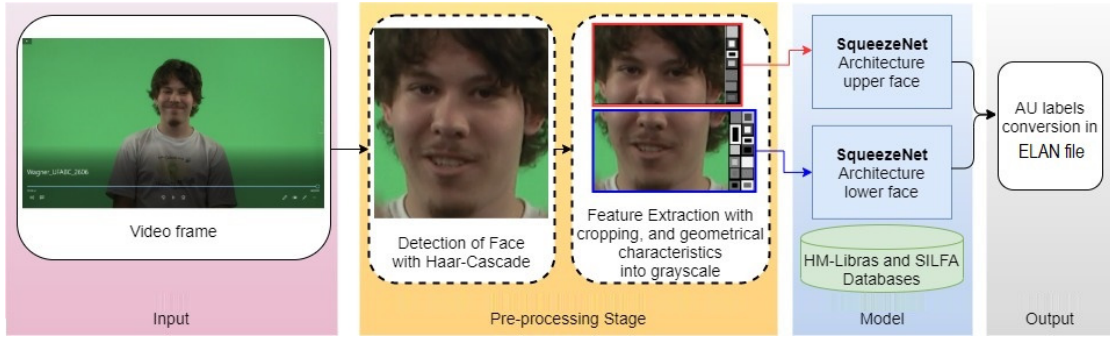 Wagner_UFABC_2606
Video frame
Input
Detection of Face
with Haar-Cascade
Feature Extraction with
cropping, and geometrical
characteristics
into grayscale
Pre-processing Stage
SqueezeNet
Architecture
upper face
SqueezeNet
Architecture
lower face
HM-Libras and SILFA
Databases
Model
AU labels
conversion in
ELAN file
Output